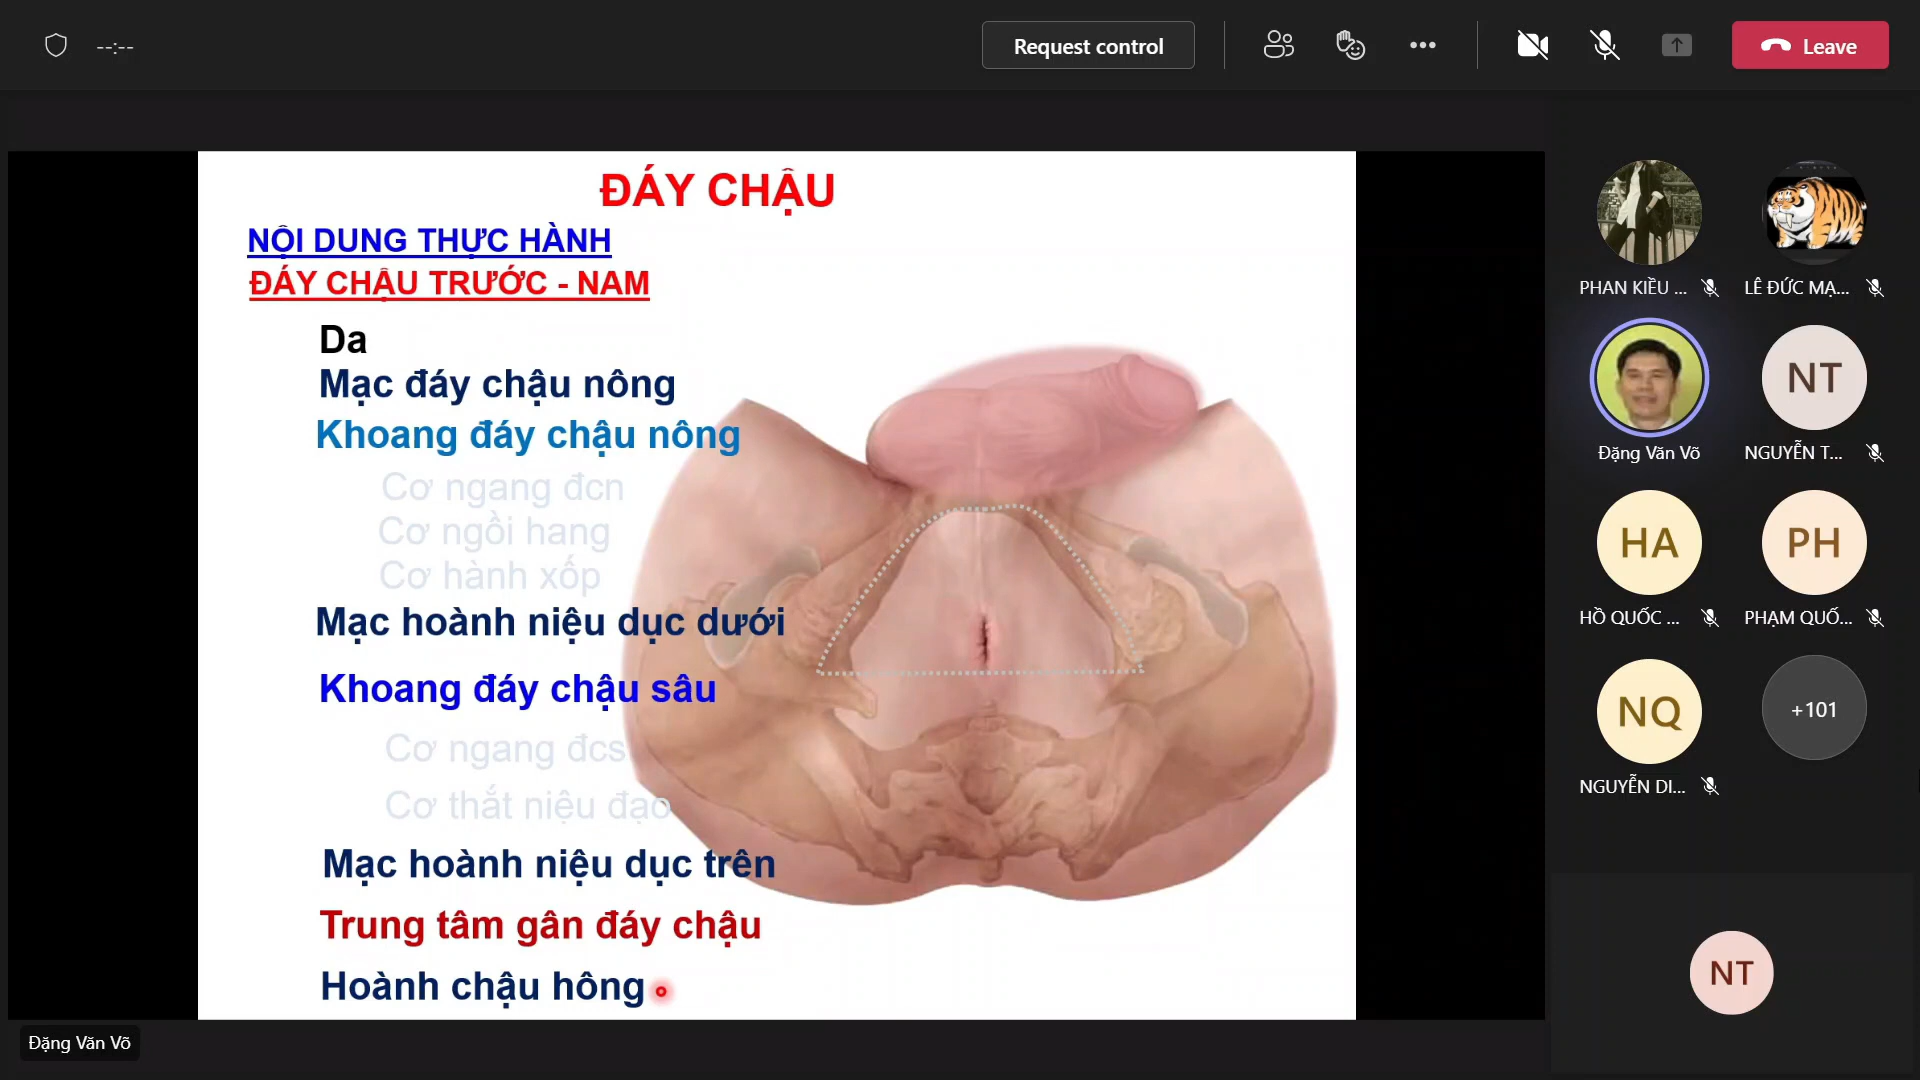 --:--
Request control
Leave
ĐÁY CHẬU
NỘI DUNG THỰC HÀNH
ĐÁY CHẬU TRƯỚC - NAM
Da
Mạc đáy chậu nông
Khoang đáy chậu nông
Cơ ngang đcn
Cơ ngồi hang
Cơ hành xốp
Mạc hoành niệu dục dưới
Khoang đáy chậu sâu
Cơ ngang đcs
Cơ thắt niệu đạo
Mạc hoành niệu dục trên
Trung tâm gân đáy chậu
Hoành chậu hông
Đặng Văn Võ
PHAN KIỀU ...
LÊ ĐỨC MẠ...
Đặng Văn Võ
NT
NGUYỄN T...
HA
HỒ QUỐC ...
PH
PHẠM QUỐ...
NQ
NGUYỄN DI...
+101
NT